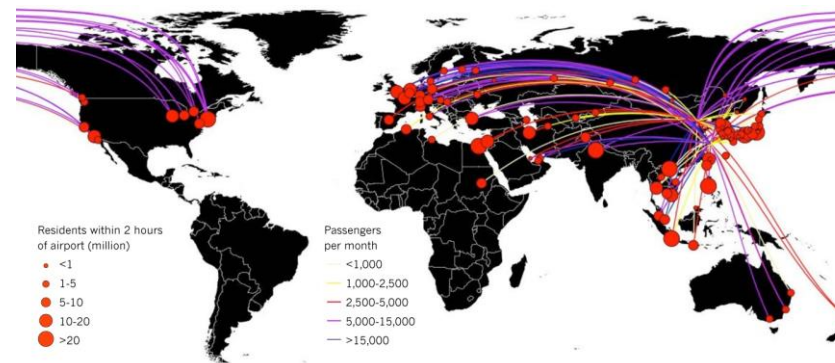 Residents within 2 hours
of airport (million)
<1
1-5
5-10
10-20
>20
Passengers
per month
<1,000
1,000-2,500
2,500-5,000
5,000-15,000
>15,000